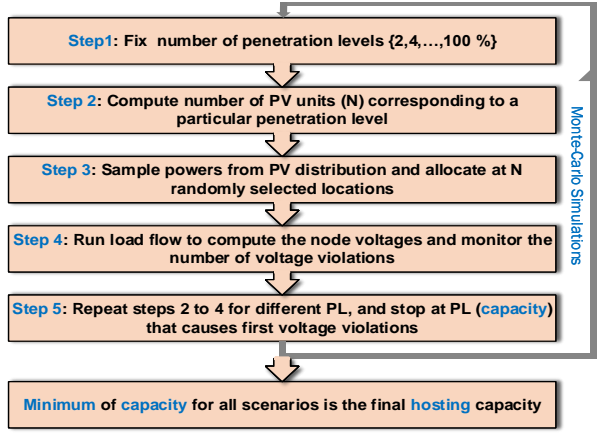 Step1: Fix number of penetration levels {2,4,...,100 %}
Step 2: Compute number of PV units (N) corresponding to a
particular penetration level
Step 3: Sample powers from PV distribution and allocate at N
randomly selected locations
Step 4: Run load flow to compute the node voltages and monitor the
number of voltage violations
Step 5: Repeat steps 2 to 4 for different PL, and stop at PL (capacity)
that causes first voltage violations
Minimum of capacity for all scenarios is the final hosting capacity
Monte-Carlo Simulations